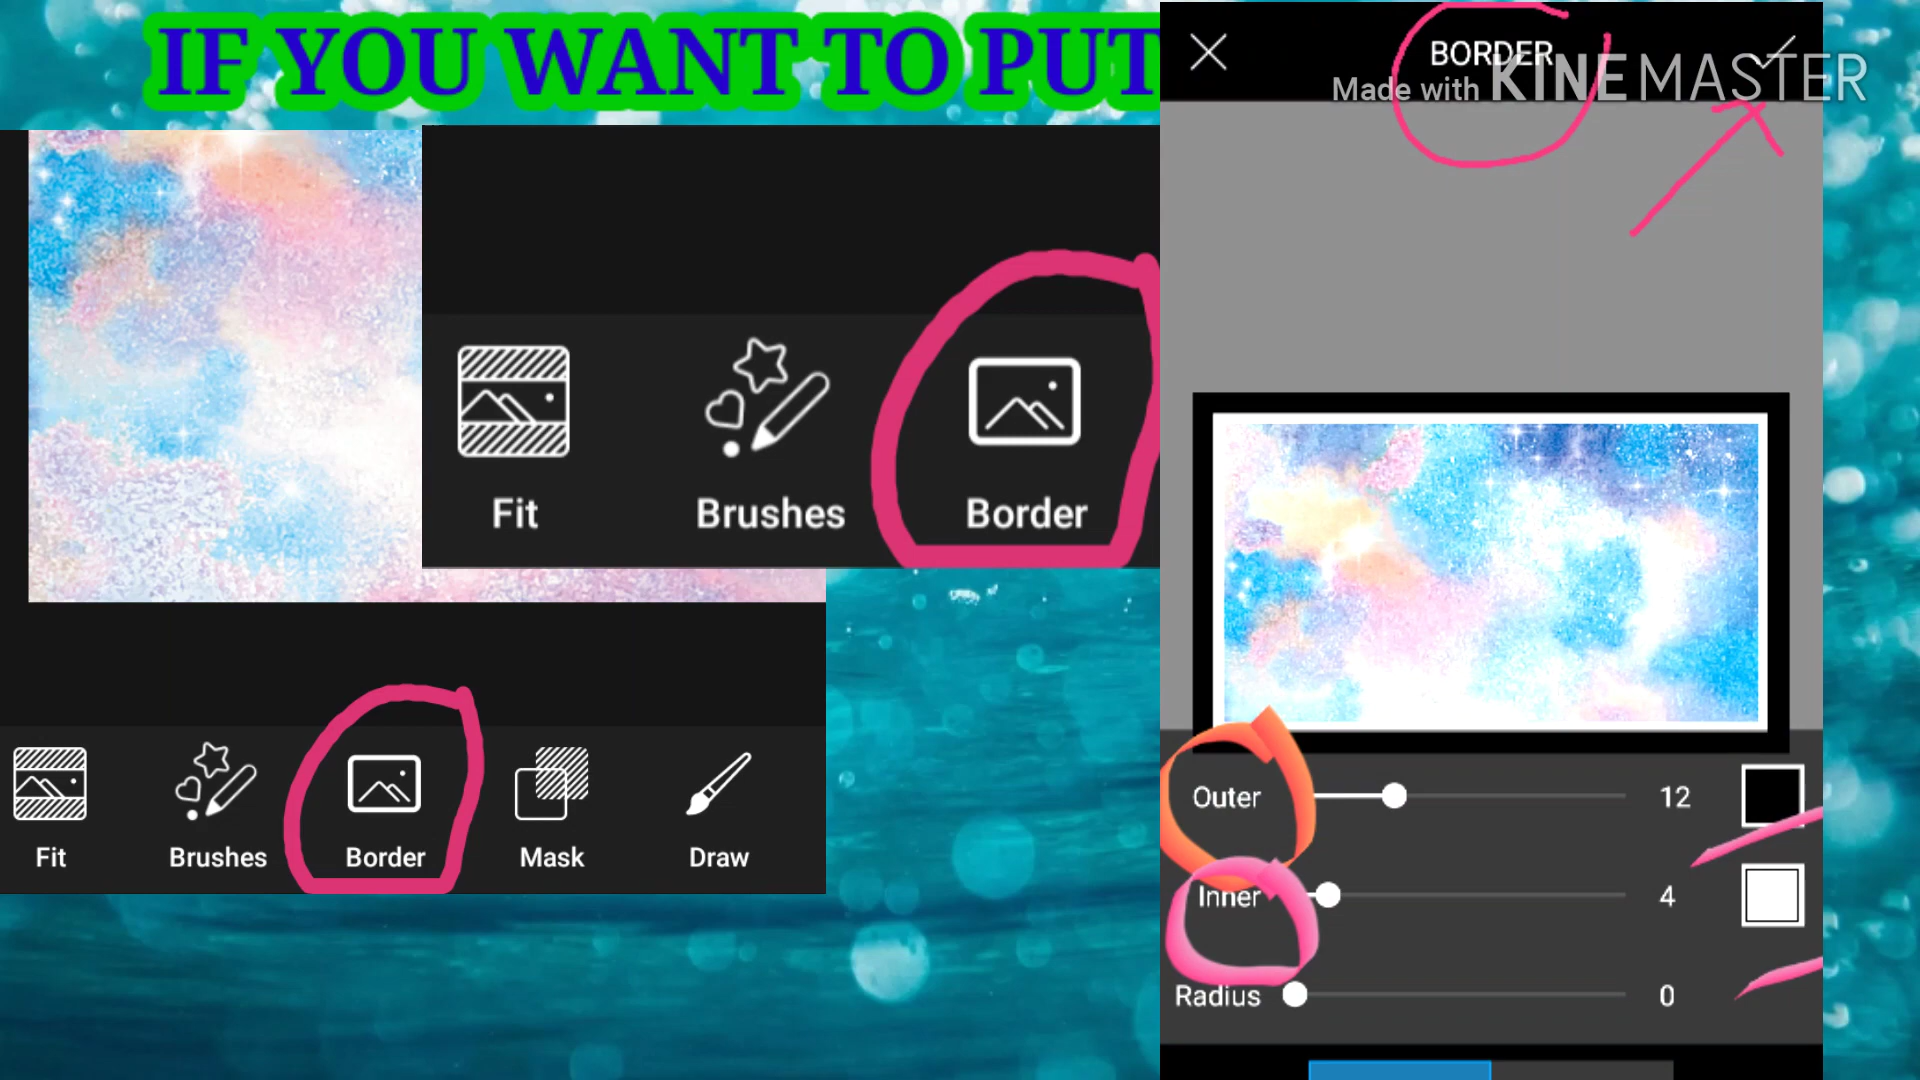 IF YOU WANT TO PUT
BORDER
Made with KINEMASTER
Fit
Brushes
Border
Fit
Brushes
Border
Mask
Draw
Outer
12
Inner
4
Radius
0